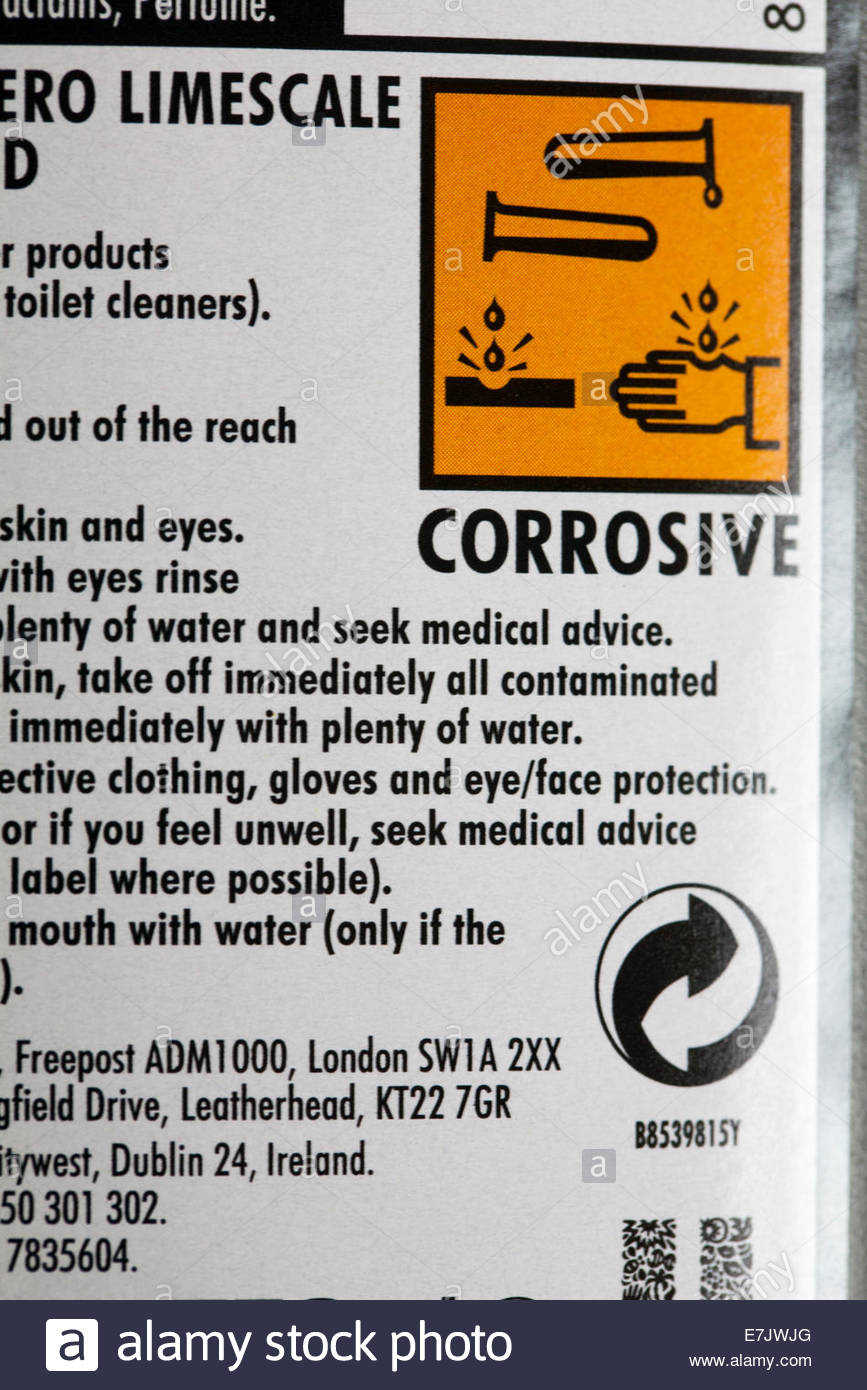 Perfume.
8
ERO LIMESCALE
D
r products
toilet cleaners).
d out of the reach
skin and eyes.
CORROSIVE
with eyes rinse
plenty of water and seek medical advice.
kin, take off immediately all contaminated
immediately with plenty of water.
ective clothing, gloves and eye/face protection.
or if you feel unwell, seek medical advice
label where possible).
mouth with water (only if the
).
, Freepost ADM1000, London SW1A 2XX
gfield Drive, Leatherhead, KT22 7GR
B8539815Y
itywest, Dublin 24, Ireland.
50 301 302.
7835604.
a alamy stock photo
E7JWJG
www.alamy.com